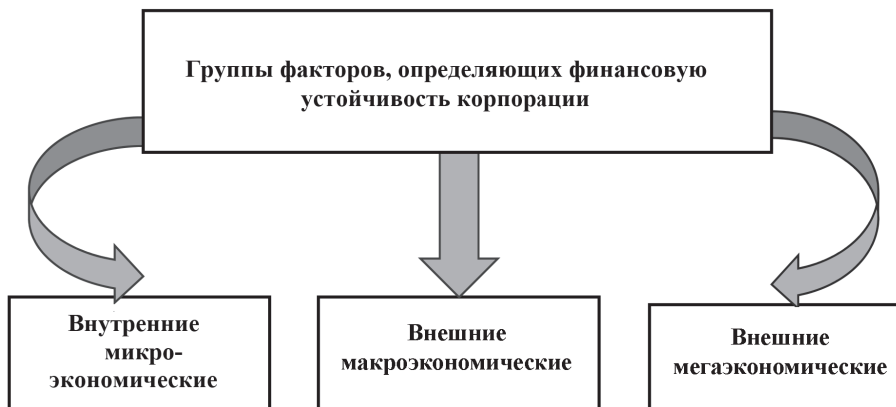 Группы факторов, определяющих финансовую
устойчивость корпорации
Внутренние
микро-
экономические
Внешние
макроэкономические
Внешние
мегаэкономические